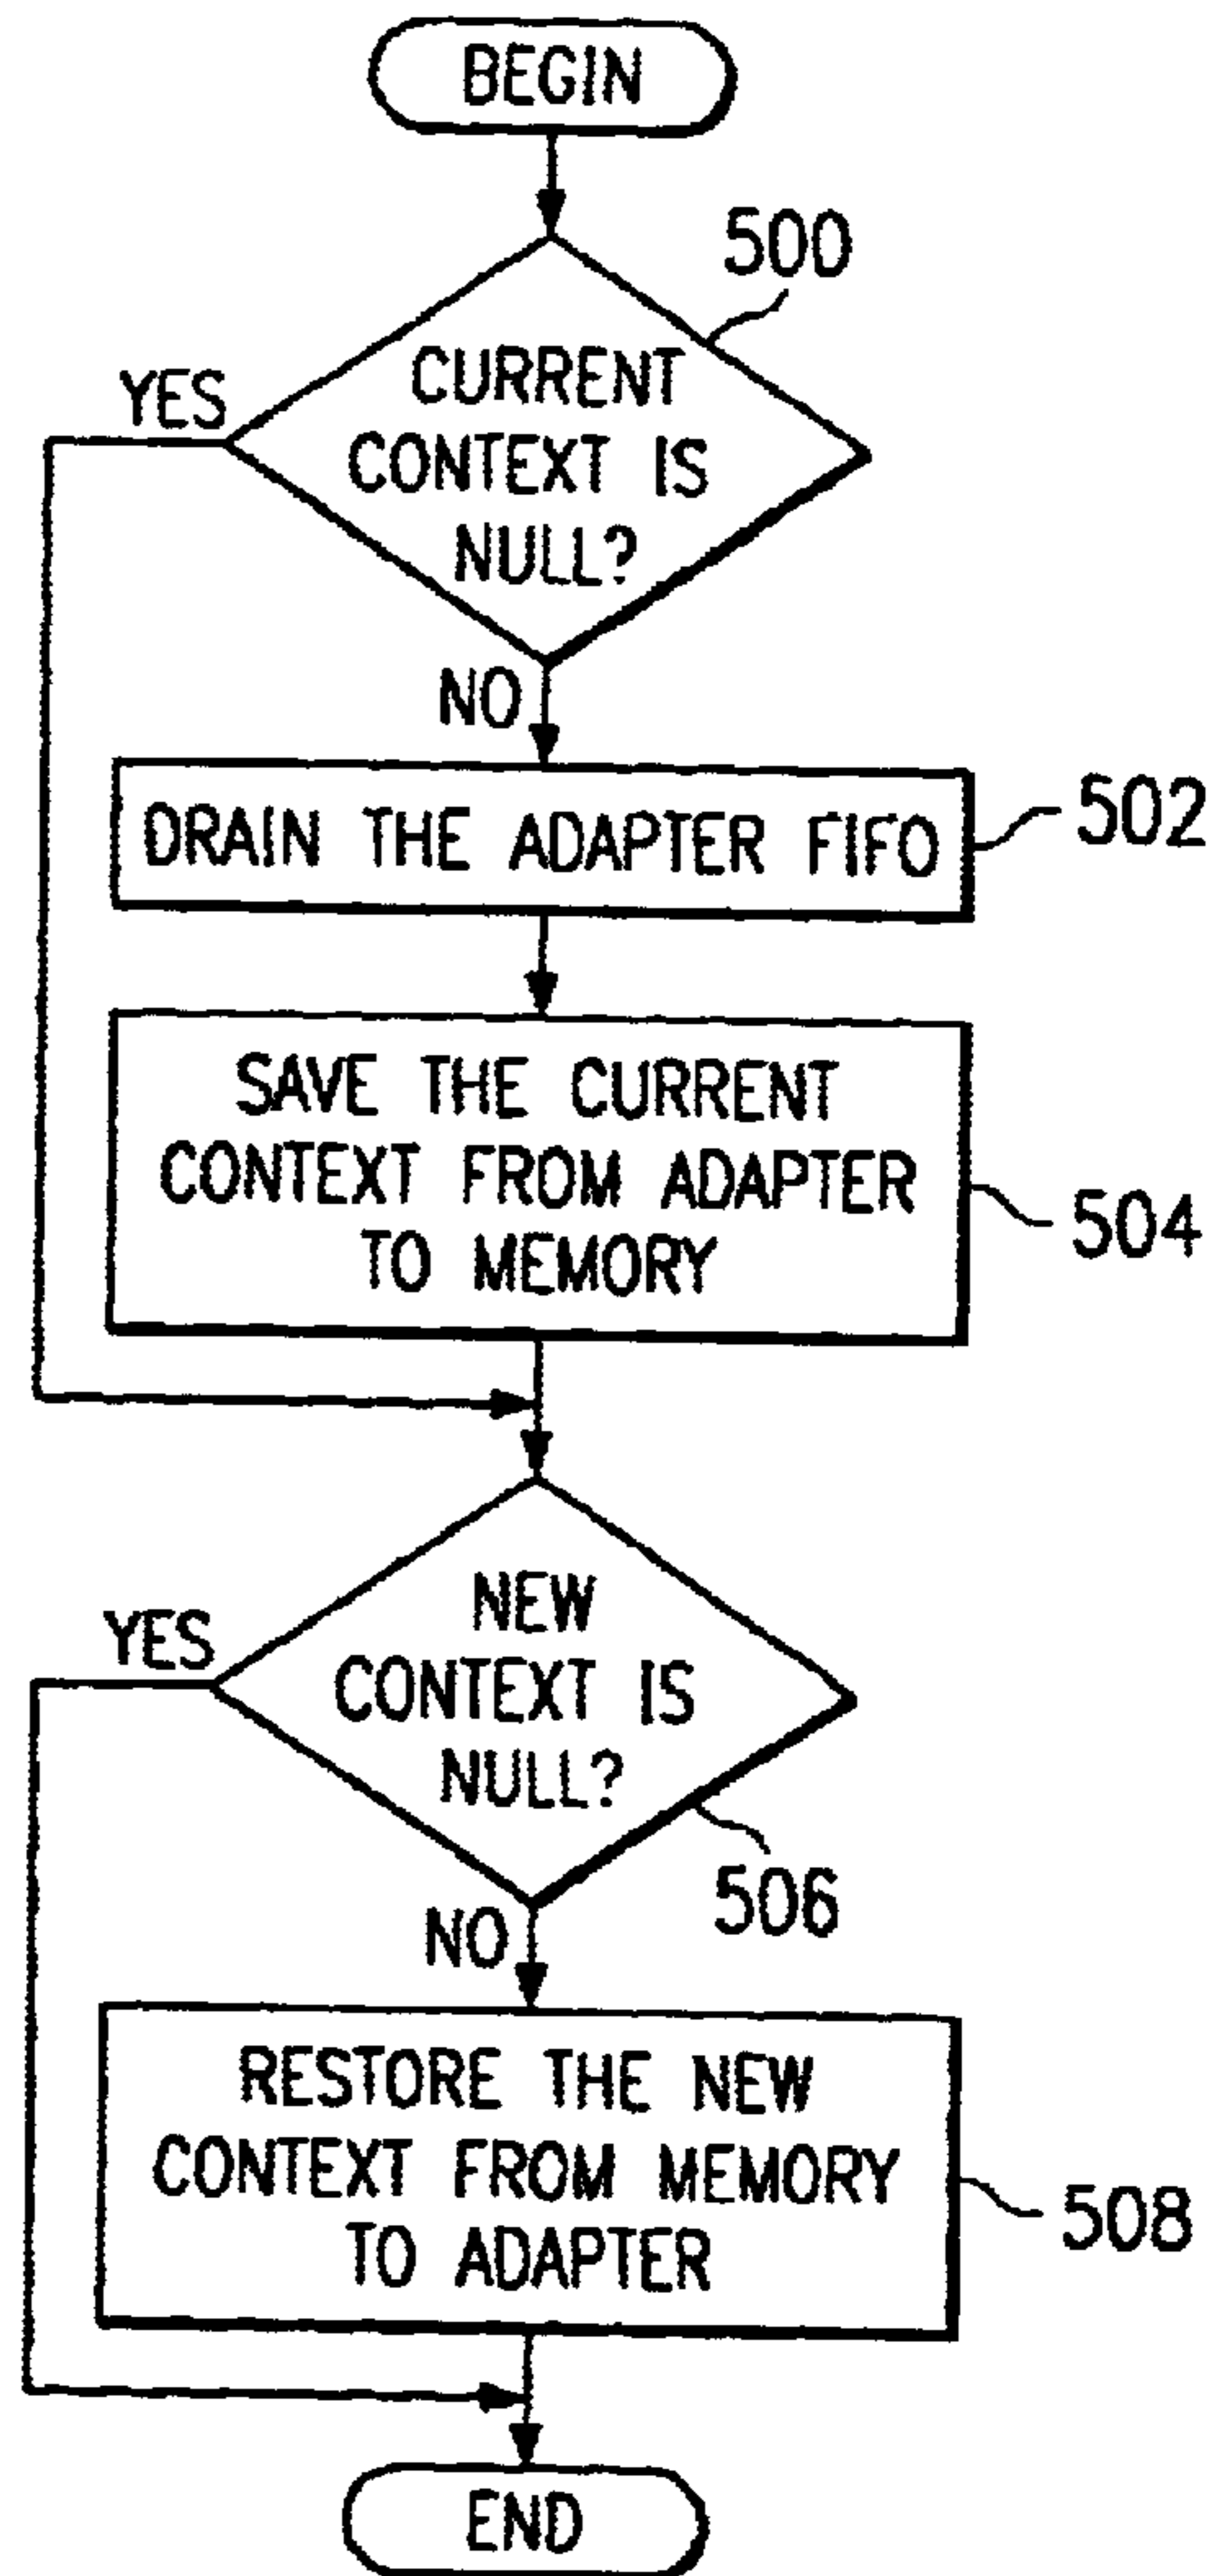 BEGIN
500
CURRENT
CONTEXT IS
NULL?
YES
NO
DRAIN THE ADAPTER FIFO
502
SAVE THE CURRENT
CONTEXT FROM ADAPTER
TO MEMORY
504
NEW
CONTEXT IS
NULL?
YES
506
NO
RESTORE THE NEW
CONTEXT FROM MEMORY
TO ADAPTER
508
END